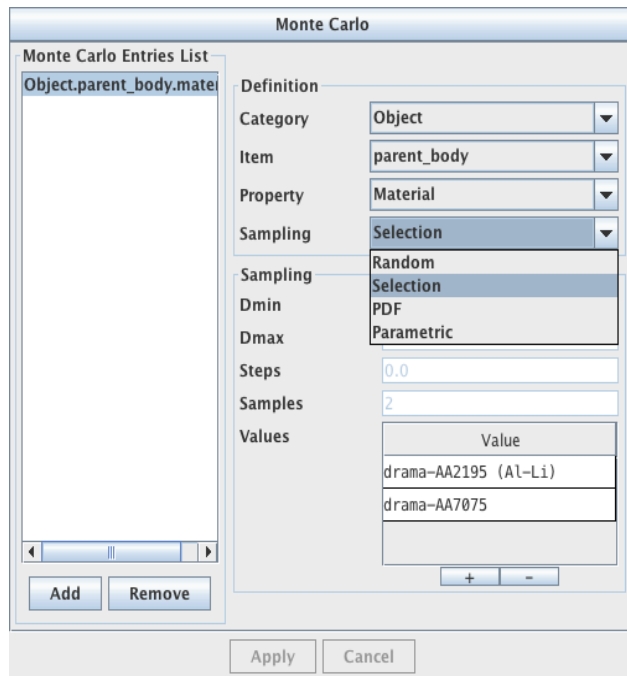 Monte Carlo
Monte Carlo Entries List
Object.parent_body.mate
Definition
Category
Object
Item
parent_body
Property
Material
Sampling
Selection
Random
Selection
PDF
Parametric
Sampling
Dmin
Dmax
Steps
0.0
Samples
2
Values
Value
drama-AA2195 (Al-Li)
drama-AA7075
+ -
Add Remove
Apply Cancel